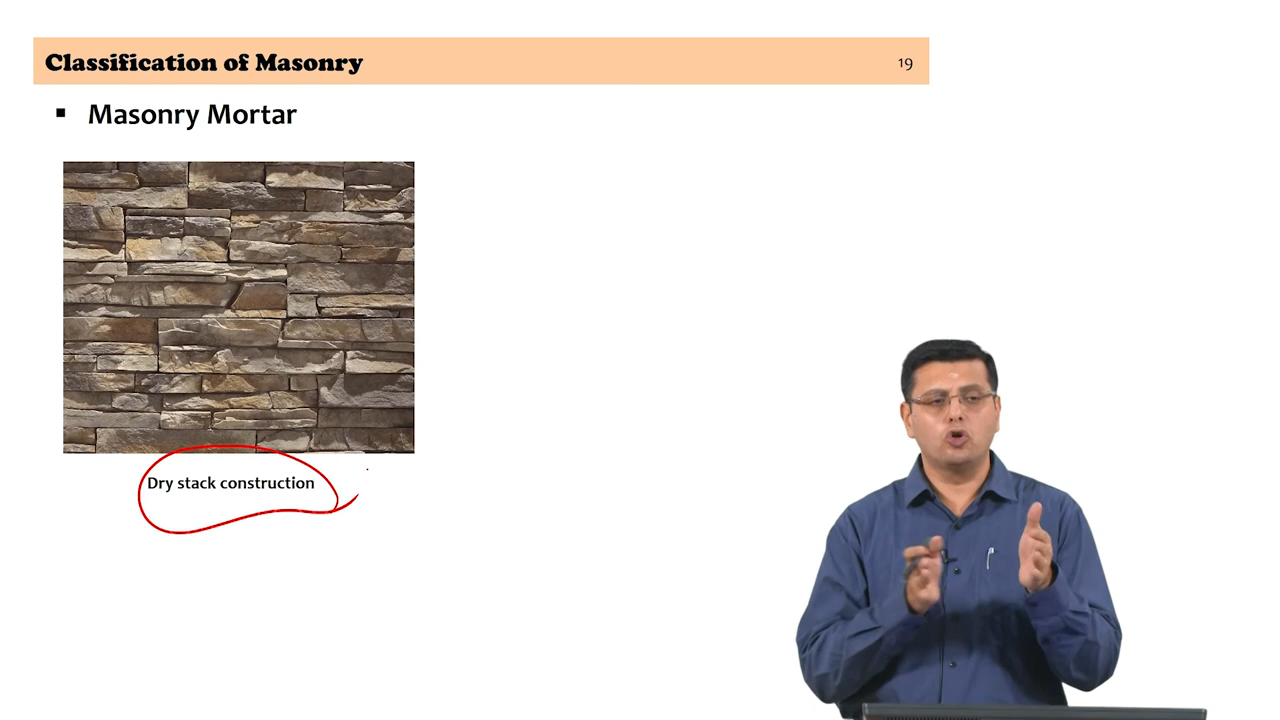 Classification of Masonry
19
▪ Masonry Mortar
Dry stack construction